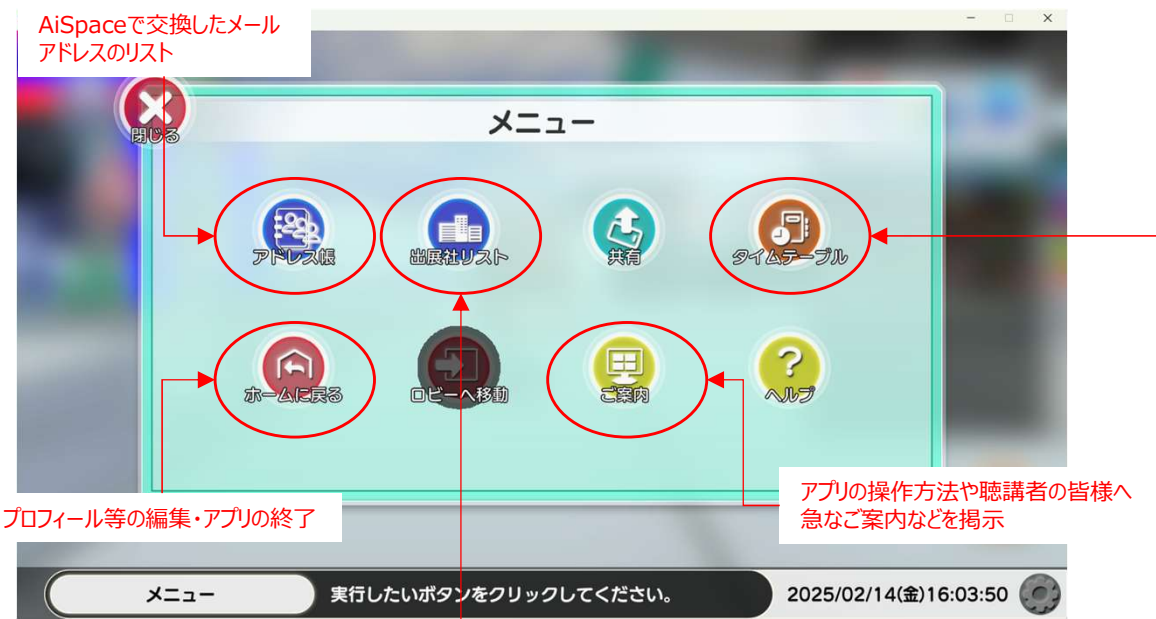 AiSpaceで交換したメール
アドレスのリスト
閉じる
メニュー
アドレス帳
出展社リスト
共有
タイムテーブル
ホームに戻る
ロビーへ移動
ご案内
ヘルプ
プロフィール等の編集・アプリの終了
アプリの操作方法や聴講者の皆様へ
急なご案内などを掲示
メニュー
実行したいボタンをクリックしてください。
2025/02/14(金)16:03:50